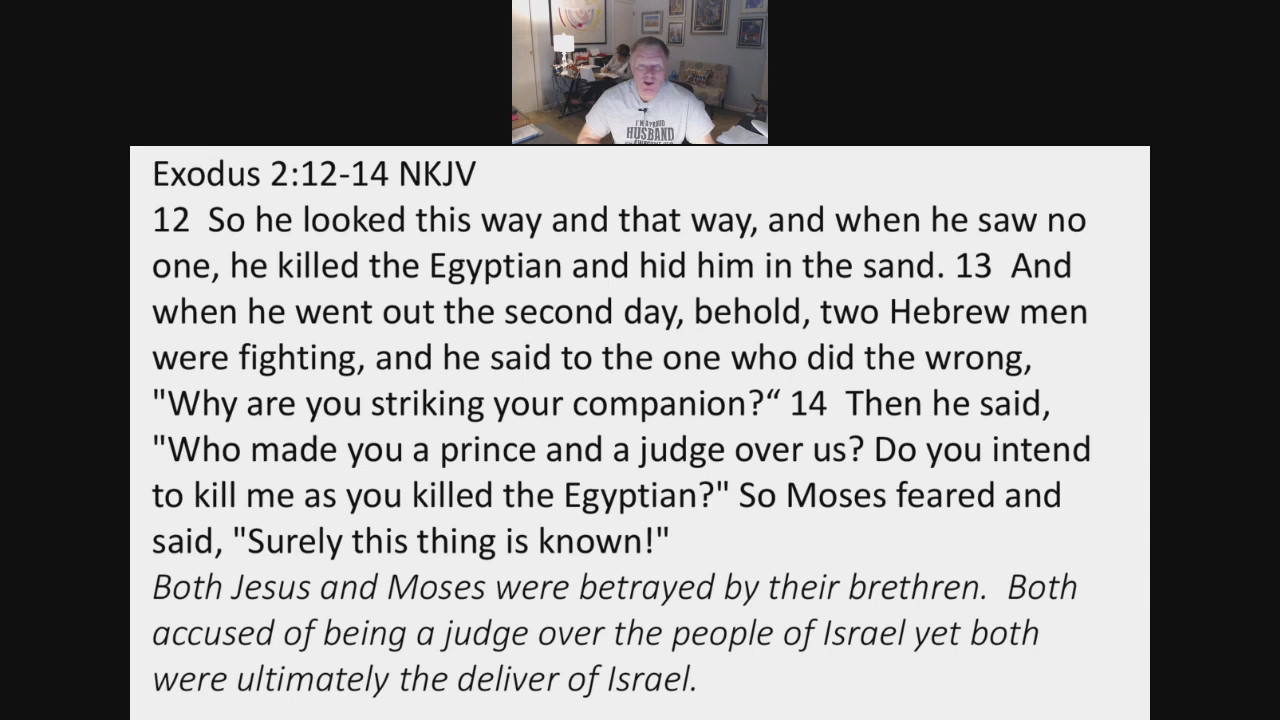 I'M A PROUD
HUSBAND
Exodus 2:12-14 NKJV
12  So he looked this way and that way, and when he saw no
one, he killed the Egyptian and hid him in the sand. 13  And
when he went out the second day, behold, two Hebrew men
were fighting, and he said to the one who did the wrong,
"Why are you striking your companion?“ 14  Then he said,
"Who made you a prince and a judge over us? Do you intend
to kill me as you killed the Egyptian?" So Moses feared and
said, "Surely this thing is known!"
Both Jesus and Moses were betrayed by their brethren.  Both
accused of being a judge over the people of Israel yet both
were ultimately the deliver of Israel.